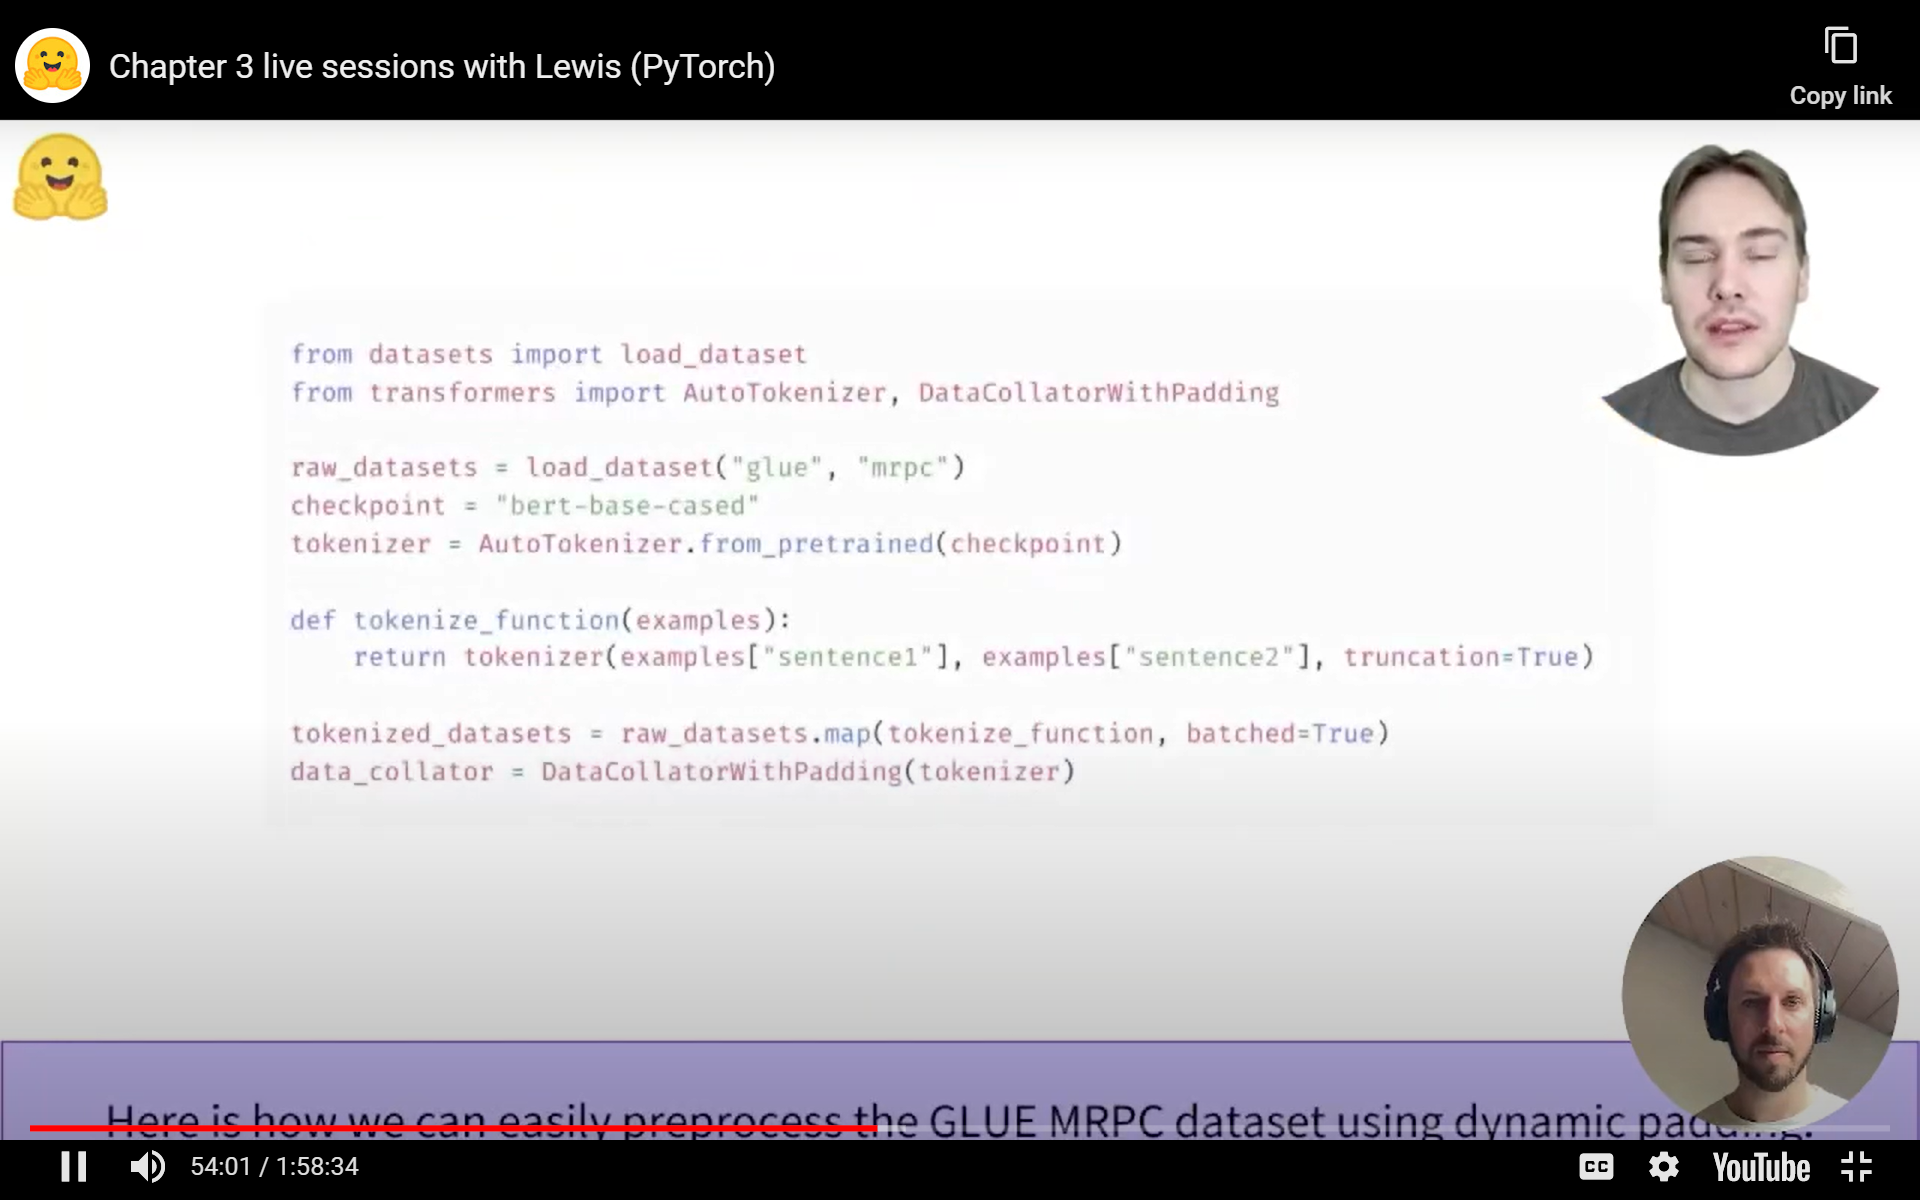 Chapter 3 live sessions with Lewis (PyTorch)
Copy link
from datasets import load_dataset
from transformers import AutoTokenizer, DataCollatorWithPadding
raw_datasets = load_dataset("glue", "mrpc")
checkpoint = "bert-base-cased"
tokenizer = AutoTokenizer.from_pretrained(checkpoint)
def tokenize_function(examples):
    return tokenizer(examples["sentence1"], examples["sentence2"], truncation=True)
tokenized_datasets = raw_datasets.map(tokenize_function, batched=True)
data_collator = DataCollatorWithPadding(tokenizer)
Here is how we can easily preprocess the GLUE MRPC dataset using dynamic padding.
54:01 / 1:58:34
CC
YouTube